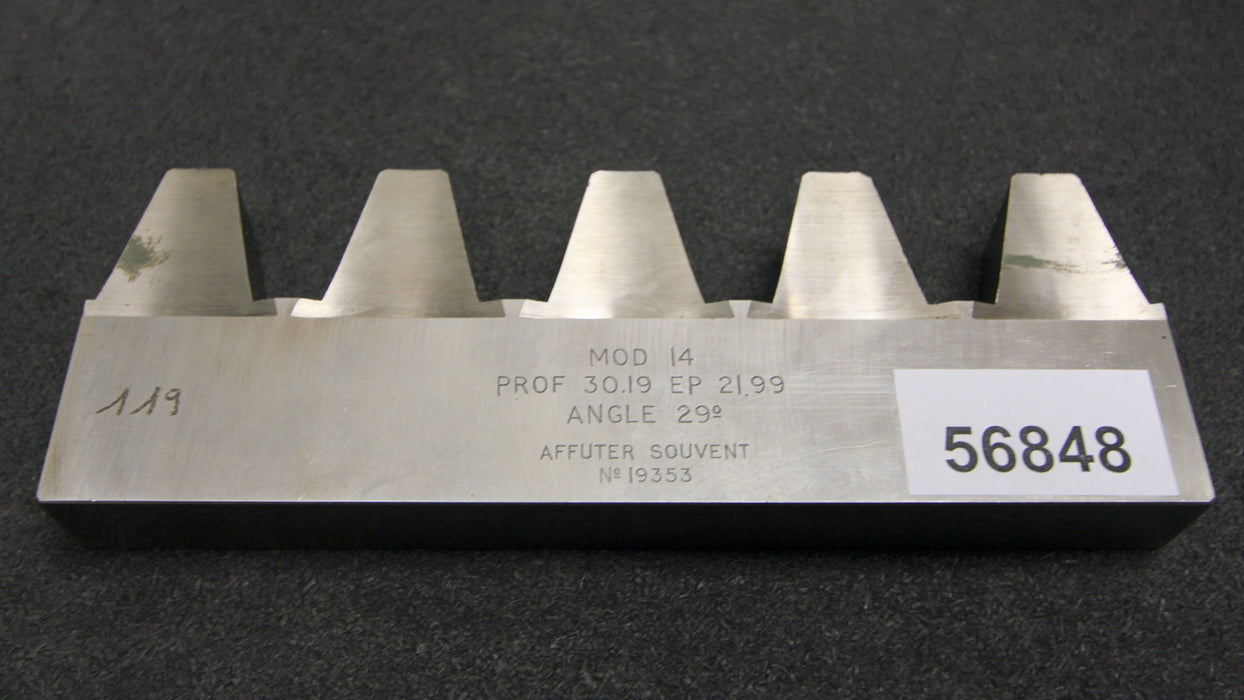 MOD 14
PROF 30.19 EP 21.99
ANGLE 29º
AFFUTER SOUVENT
Nº 19353
119
56848